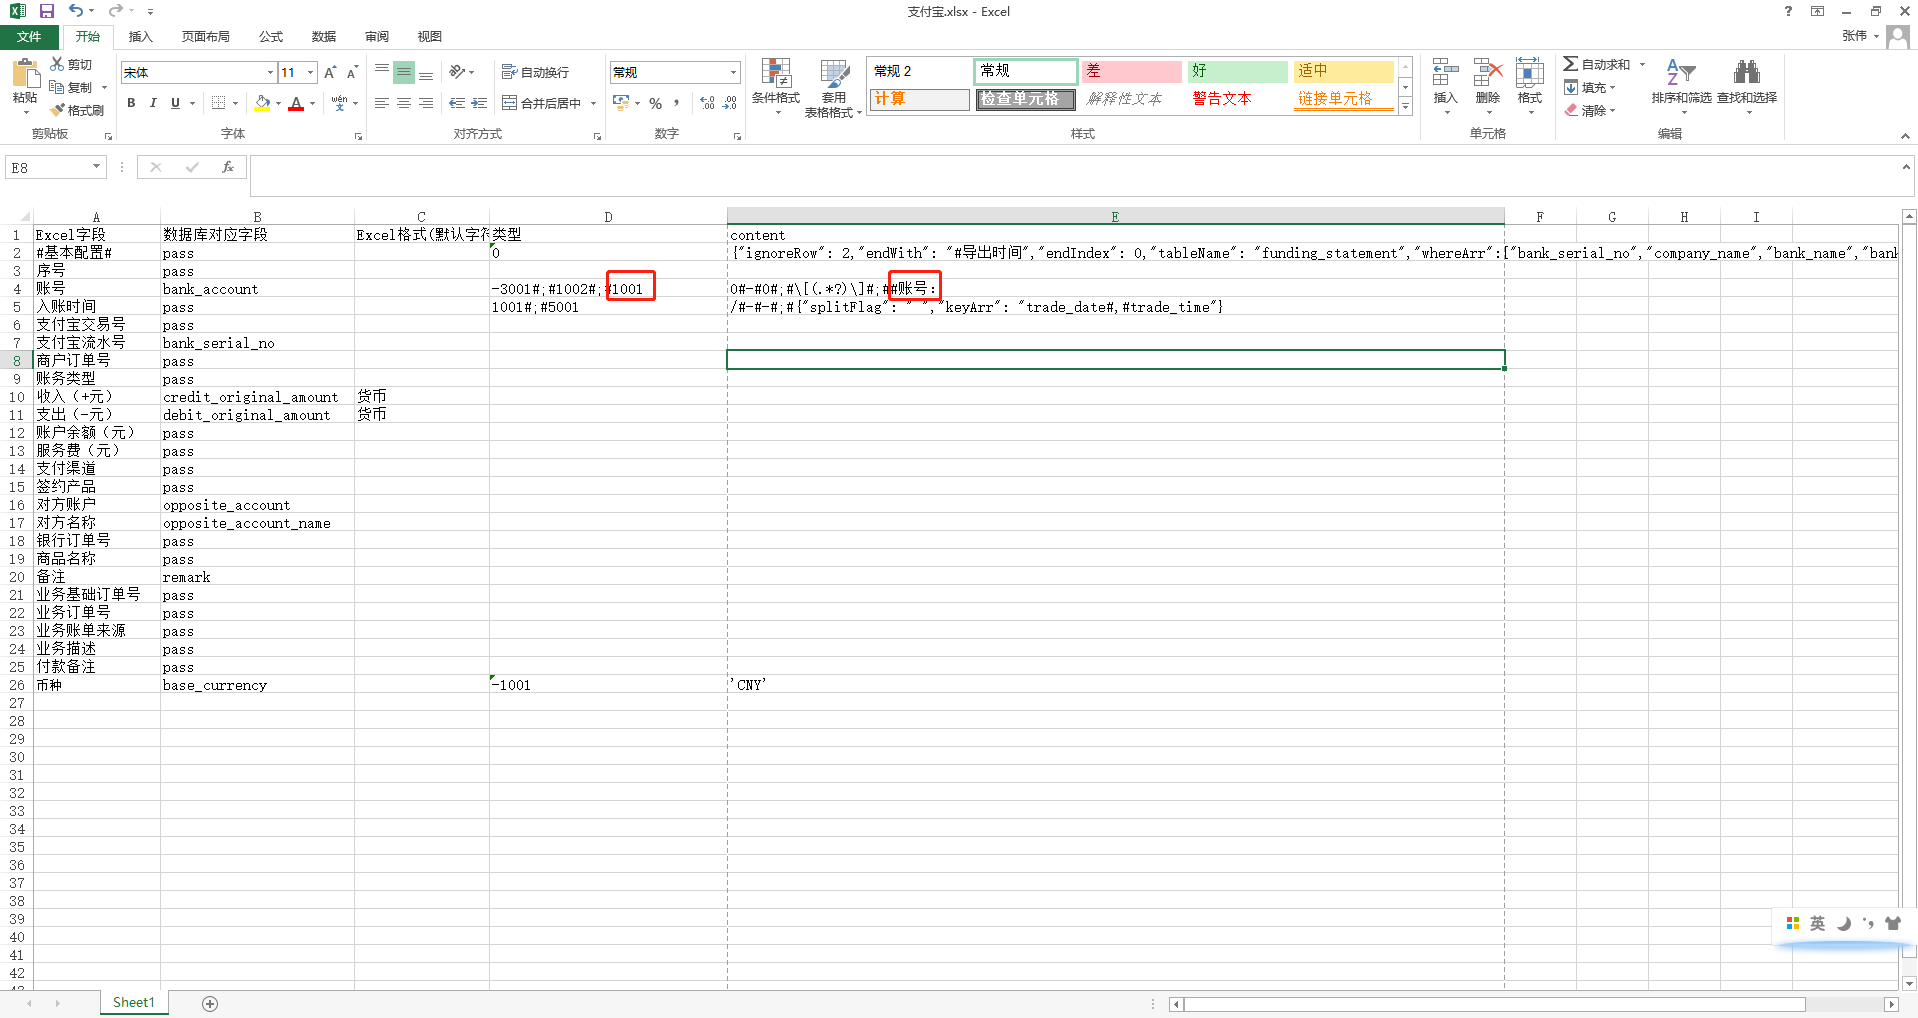 支付宝.xlsx - Excel
?
文件 开始 插入 页面布局 公式 数据 审阅 视图
张伟
粘贴 剪切 复制 格式刷 剪贴板
宋体 11 A A
B I U A wén 字体
自动换行 合并后居中 对齐方式
常规 % , .0 .00 数字
条件格式 套用 表格格式
常规 2 常规 差 好 适中
计算 检查单元格 解释性文本 警告文本 链接单元格
样式
插入 删除 格式 单元格
自动求和 填充 清除 排序和筛选 查找和选择 编辑
E8 fx
A B C D E F G H I
1 Excel字段 数据库对应字段 Excel格式(默认字符 类型 content
2 #基本配置# pass 0 {"ignoreRow": 2,"endWith": "#导出时间","endIndex": 0,"tableName": "funding_statement","whereArr":["bank_serial_no","company_name","bank_name","bank
3 序号 pass
4 账号 bank_account -3001#;#1002#;#1001 0#-#0#;#\[(.*?)\]#;##账号:
5 入账时间 pass 1001#;#5001 /#-#-#;#{"splitFlag": " ","keyArr": "trade_date#,#trade_time"}
6 支付宝交易号 pass
7 支付宝流水号 bank_serial_no
8 商户订单号 pass
9 账务类型 pass
10 收入（+元） credit_original_amount 货币
11 支出（-元） debit_original_amount 货币
12 账户余额（元） pass
13 服务费（元） pass
14 支付渠道 pass
15 签约产品 pass
16 对方账户 opposite_account
17 对方名称 opposite_account_name
18 银行订单号 pass
19 商品名称 pass
20 备注 remark
21 业务基础订单号 pass
22 业务订单号 pass
23 业务账单来源 pass
24 业务描述 pass
25 付款备注 pass
26 币种 base_currency -1001 'CNY'
27
28
29
30
31
32
33
34
35
36
37
38
39
40
41
42
43
英
Sheet1